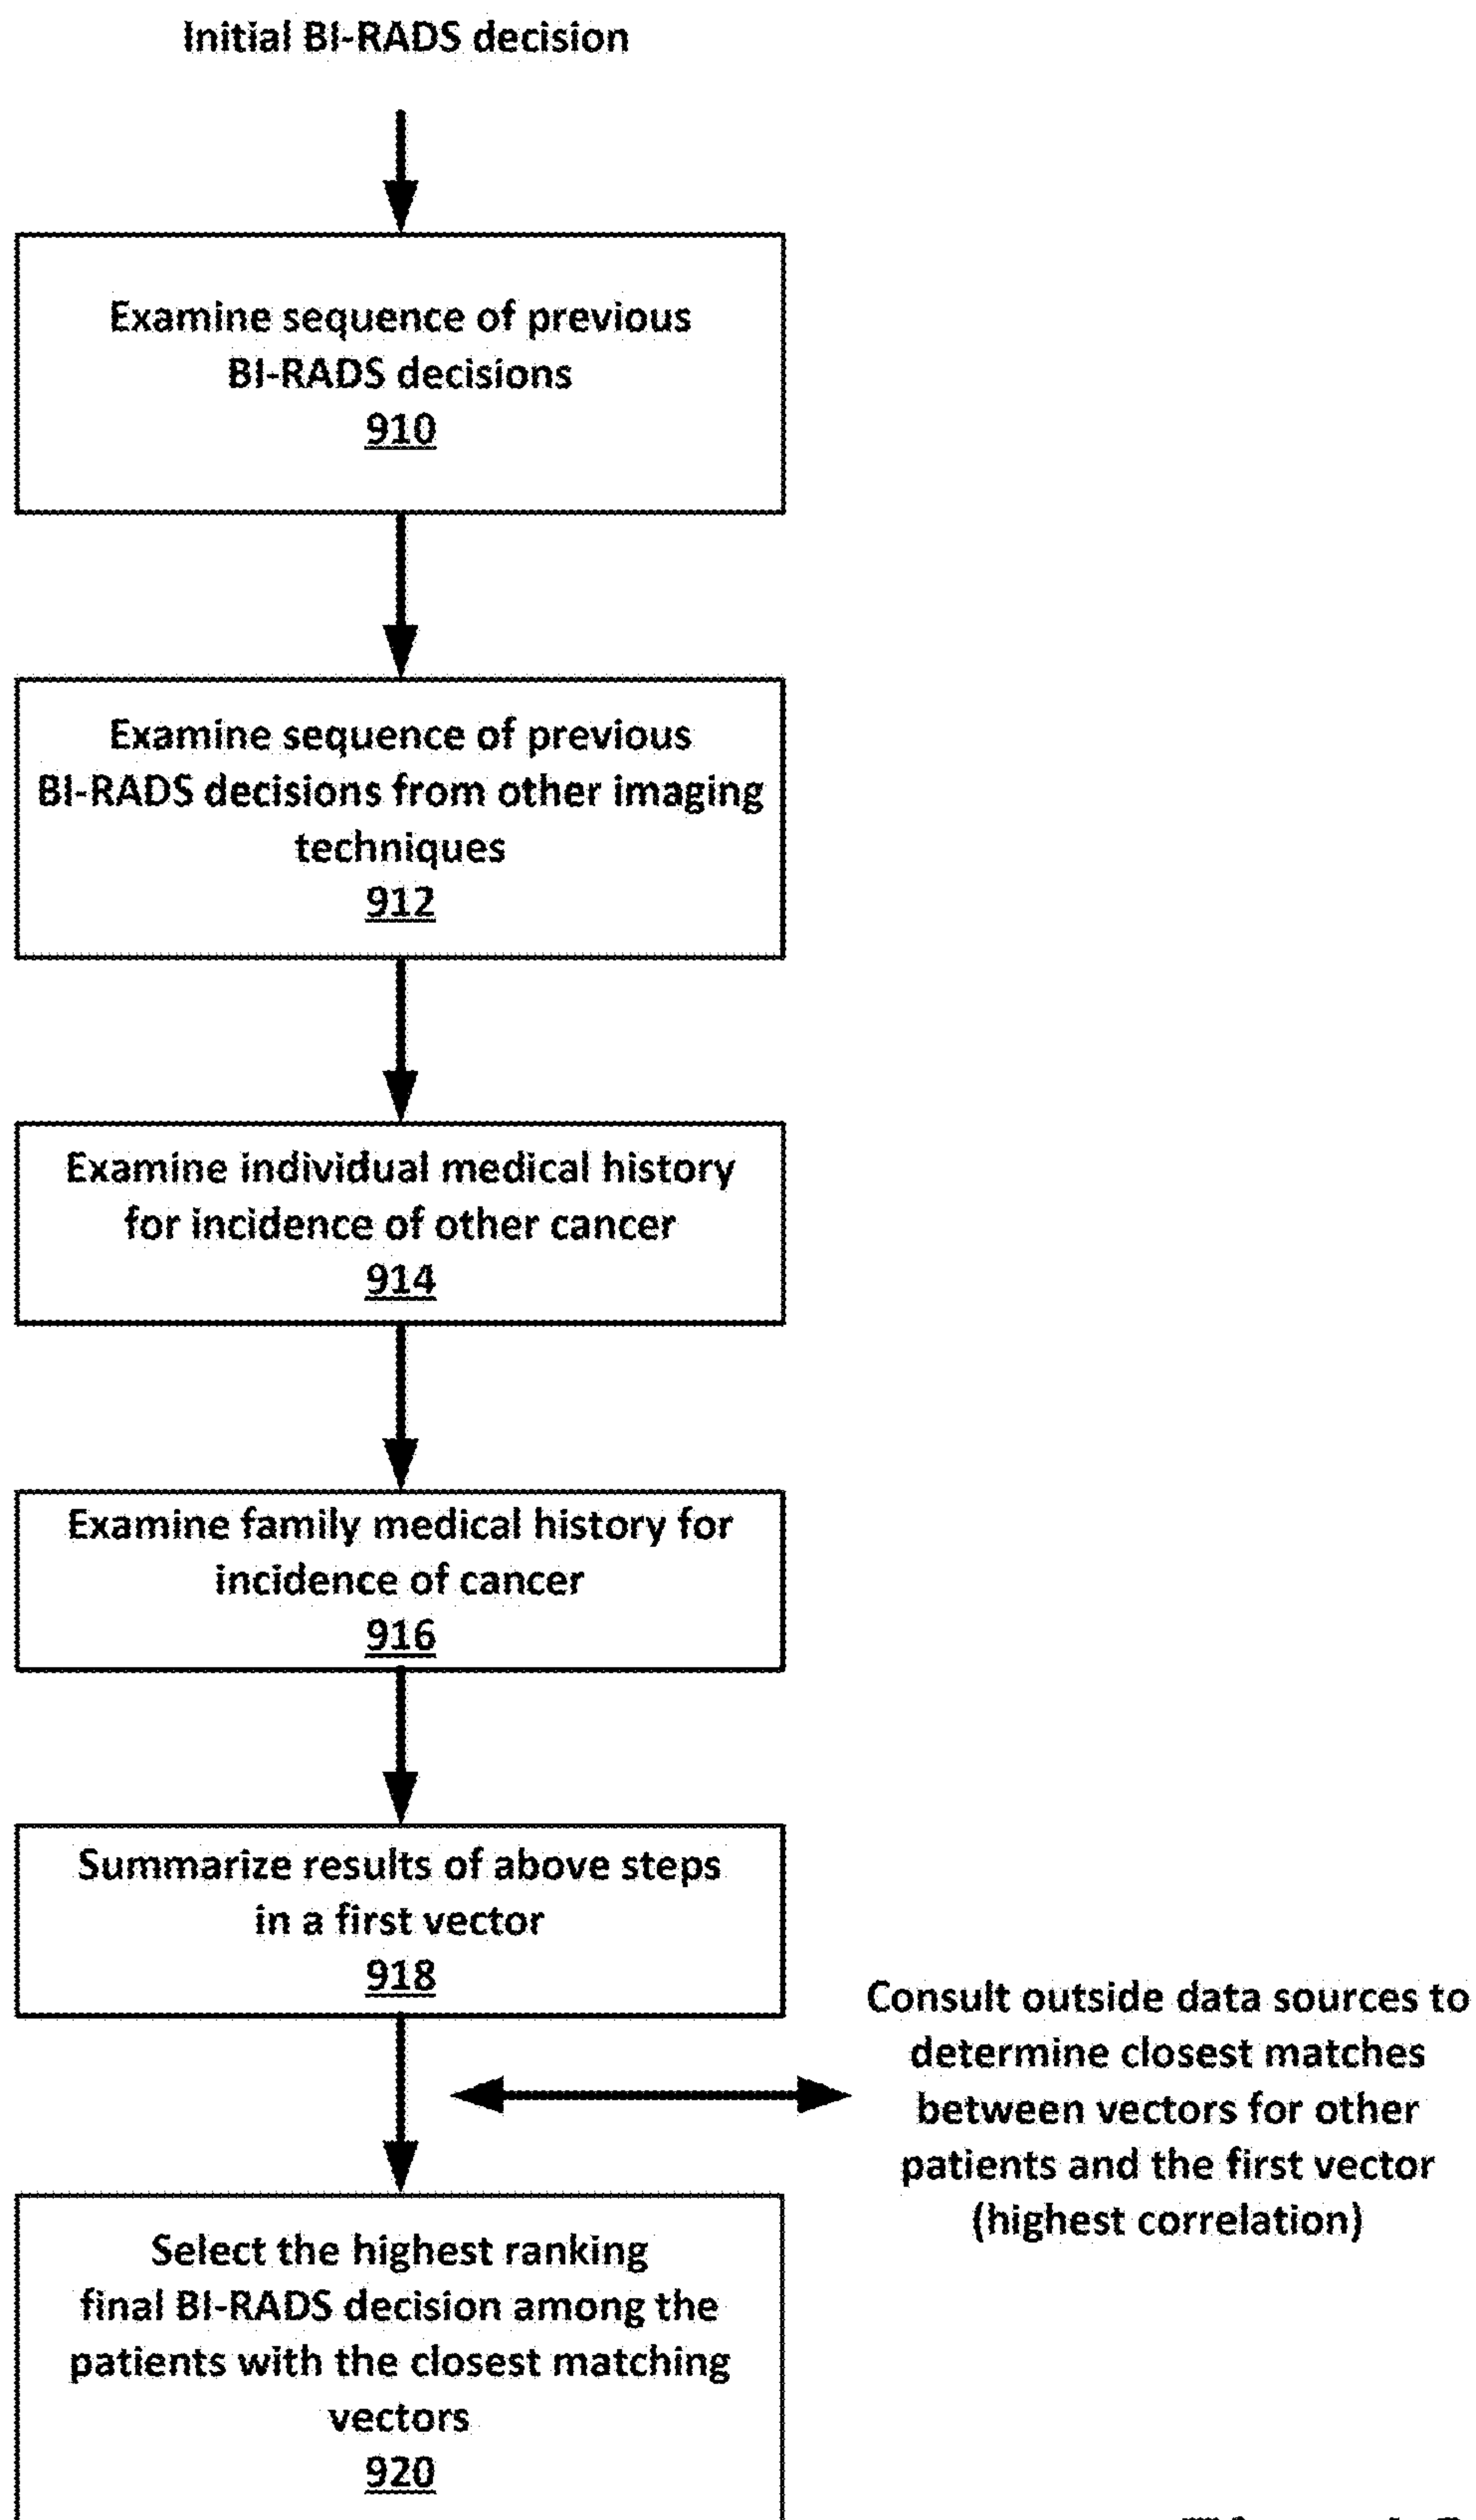 Initial BI-RADS decision
Examine sequence of previous
BI-RADS decisions
910
Examine sequence of previous
BI-RADS decisions from other imaging
techniques
912
Examine individual medical history
for incidence of other cancer
914
Examine family medical history for
incidence of cancer
916
Summarize results of above steps
in a first vector
918
Consult outside data sources to
determine closest matches
between vectors for other
patients and the first vector
(highest correlation)
Select the highest ranking
final BI-RADS decision among the
patients with the closest matching
vectors
920